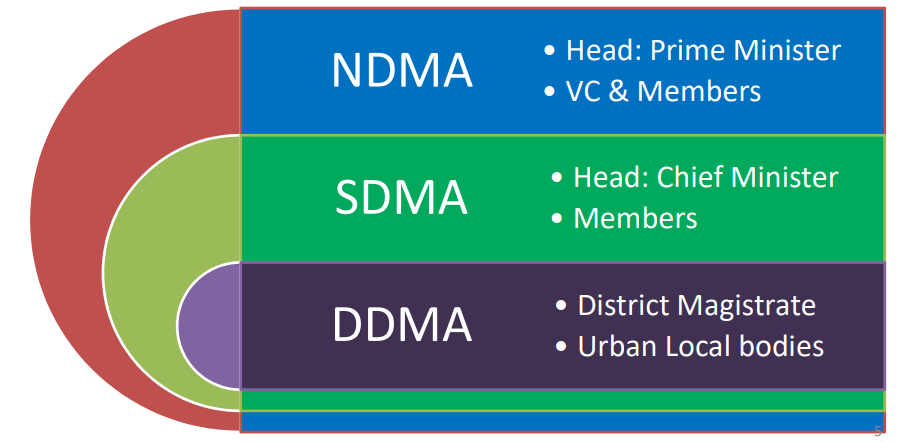 NDMA
• Head: Prime Minister
• VC & Members
SDMA
• Head: Chief Minister
• Members
DDMA
• District Magistrate
• Urban Local bodies
5